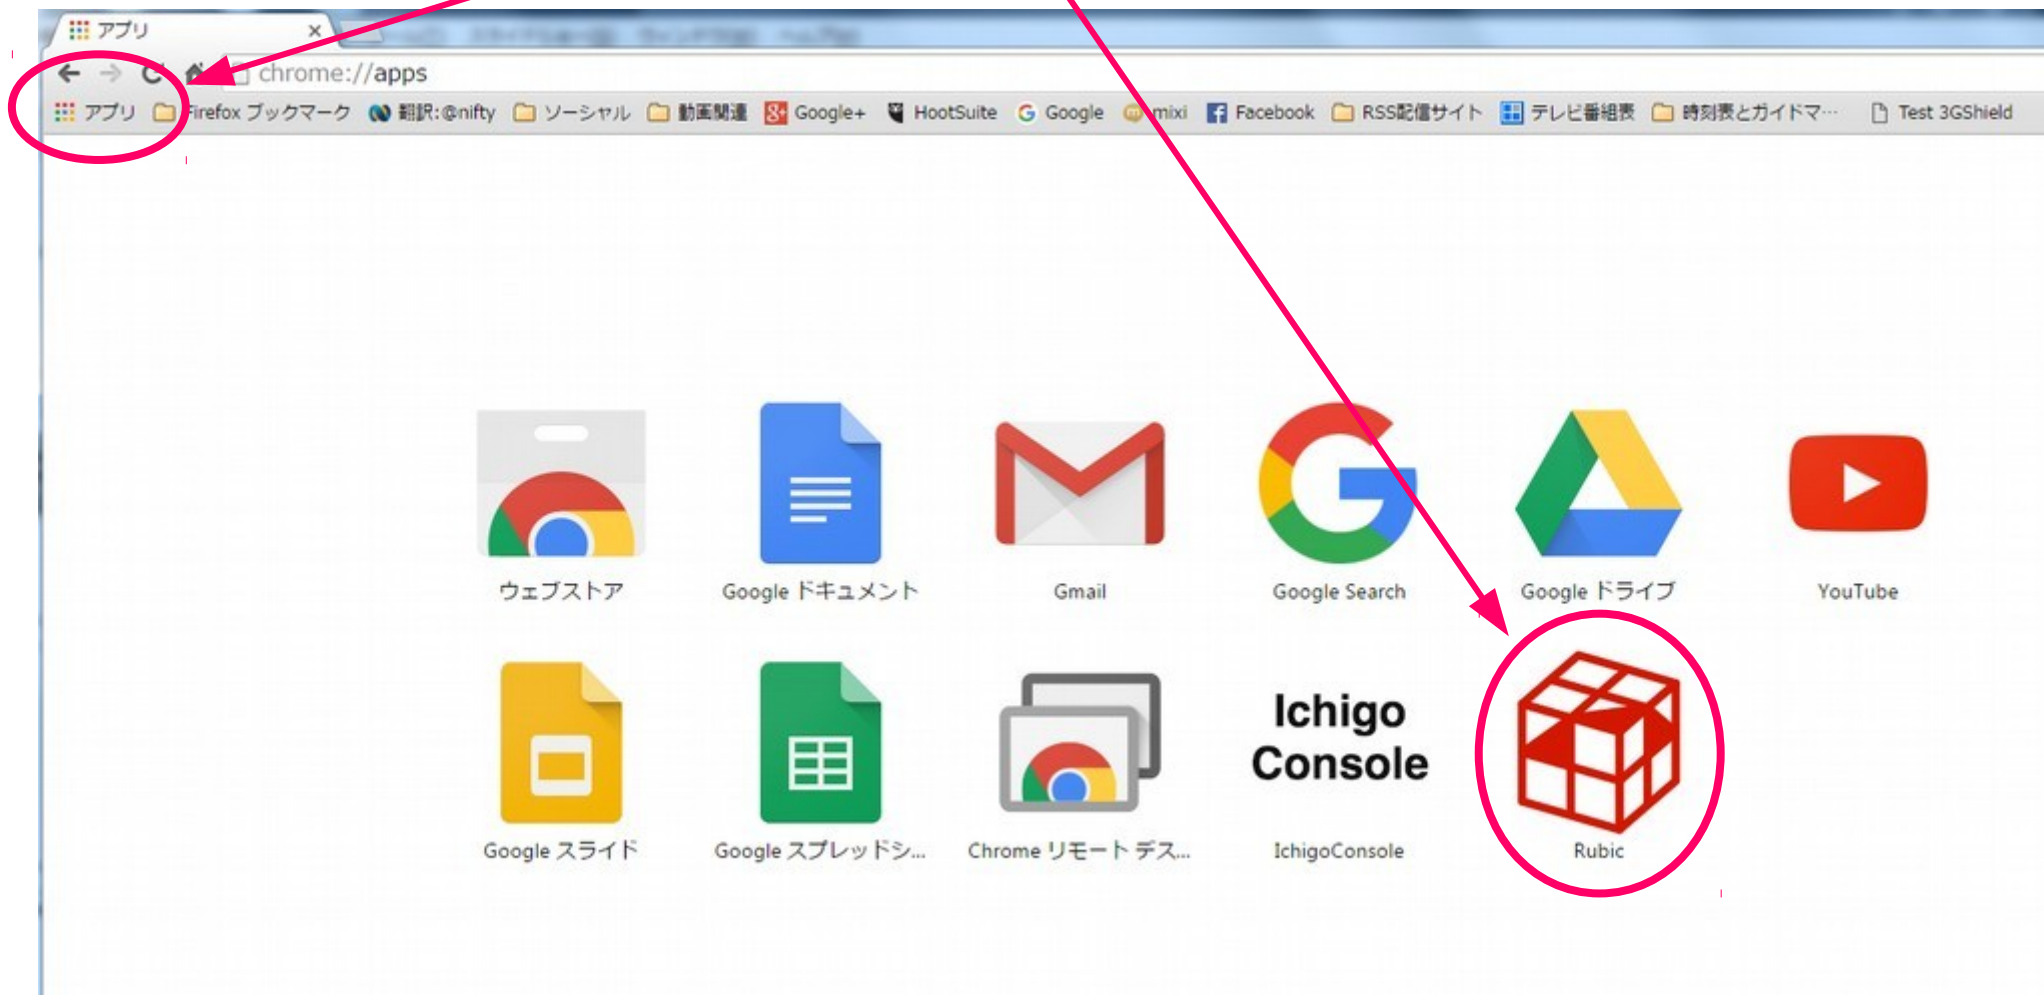 アプリ
chrome://apps
アプリ Firefox ブックマーク 翻訳:@nifty ソーシャル 動画関連 Google+ HootSuite Google mixi Facebook RSS配信サイト テレビ番組表 時刻表とガイドマ… Test 3GShield
ウェブストア Google ドキュメント Gmail Google Search Google ドライブ YouTube
Ichigo
Console
Google スライド Google スプレッドシ... Chrome リモート デス... IchigoConsole Rubic